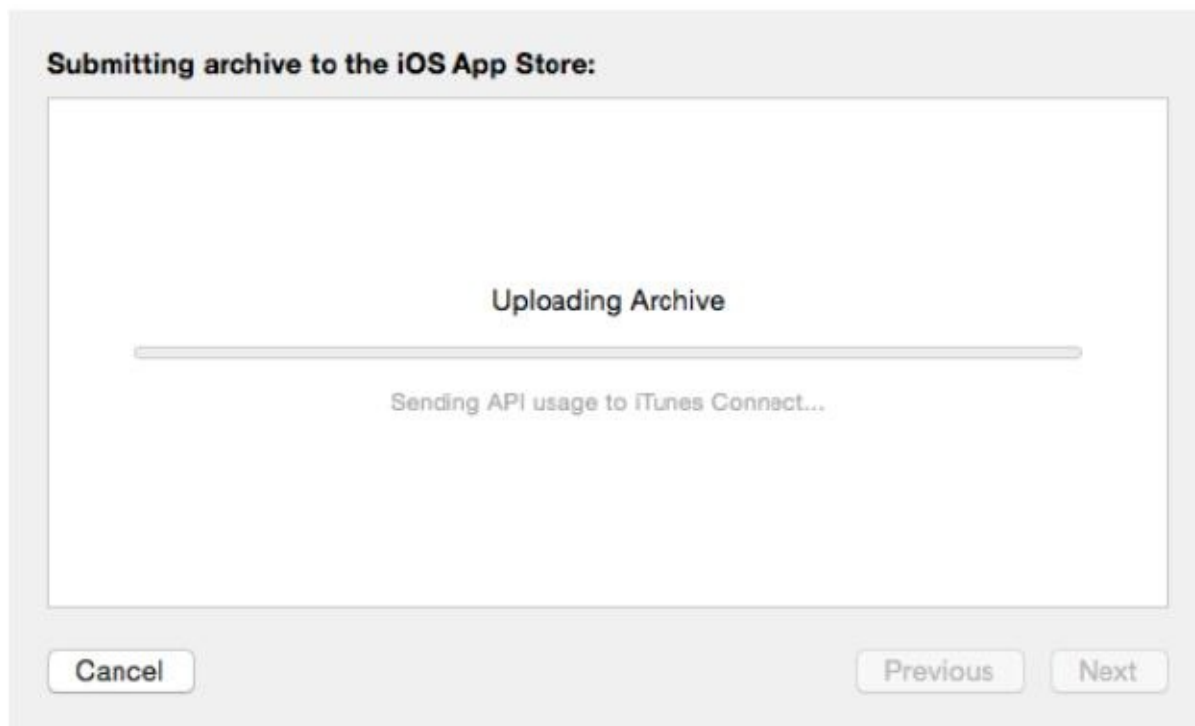 Submitting archive to the iOS App Store:
Uploading Archive
Sending API usage to iTunes Connect...
Cancel
Previous
Next